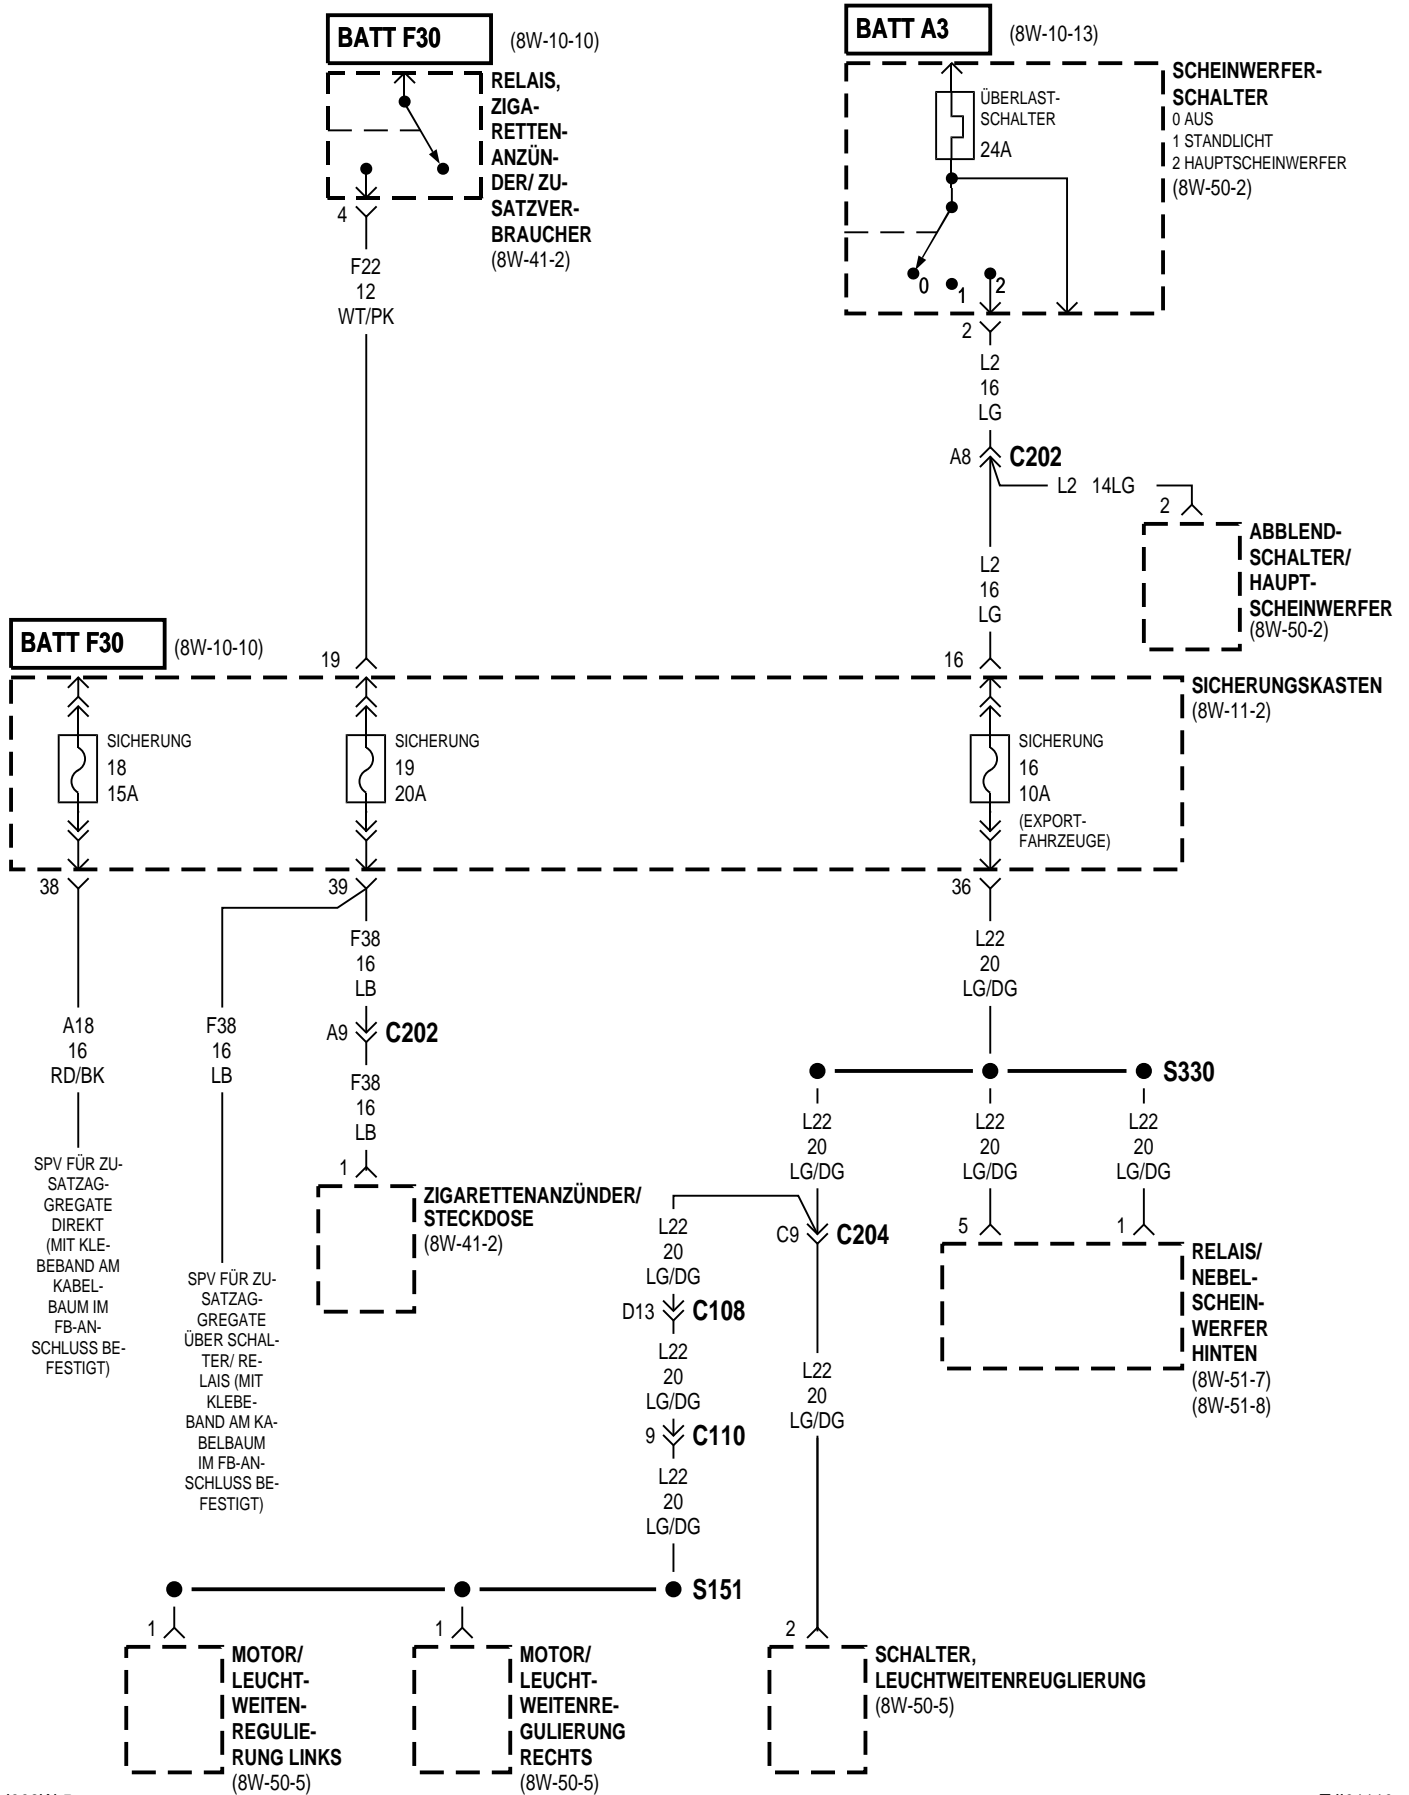 BATT F30
(8W-10-10)
RELAIS,
ZIGA-
RETTEN-
ANZÜN-
DER/ ZU-
SATZVER-
BRAUCHER
(8W-41-2)
4
F22
12
WT/PK
BATT A3
(8W-10-13)
ÜBERLAST-
SCHALTER
24A
SCHEINWERFER-
SCHALTER
0 AUS
1 STANDLICHT
2 HAUPTSCHEINWERFER
(8W-50-2)
0
1
2
2
L2
16
LG
A8
C202
L2 14LG
2
ABBLEND-
SCHALTER/
HAUPT-
SCHEINWERFER
(8W-50-2)
L2
16
LG
BATT F30
(8W-10-10)
19
16
SICHERUNGSKASTEN
(8W-11-2)
SICHERUNG
18
15A
SICHERUNG
19
20A
SICHERUNG
16
10A
(EXPORT-
FAHRZEUGE)
38
39
36
F38
16
LB
L22
20
LG/DG
A18
16
RD/BK
F38
16
LB
A9
C202
F38
16
LB
S330
L22
20
LG/DG
L22
20
LG/DG
L22
20
LG/DG
SPV FÜR ZU-
SATZAG-
GREGATE
DIREKT
(MIT KLE-
BEBAND AM
KABEL-
BAUM IM
FB-AN-
SCHLUSS BE-
FESTIGT)
SPV FÜR ZU-
SATZAG-
GREGATE
ÜBER SCHAL-
TER/ RE-
LAIS (MIT
KLEBE-
BAND AM KA-
BELBAUM
IM FB-AN-
SCHLUSS BE-
FESTIGT)
1
ZIGARETTENANZÜNDER/
STECKDOSE
(8W-41-2)
L22
20
LG/DG
C9
C204
5
1
RELAIS/
NEBEL-
SCHEIN-
WERFER
HINTEN
(8W-51-7)
(8W-51-8)
D13
C108
L22
20
LG/DG
L22
20
LG/DG
9
C110
L22
20
LG/DG
S151
1
MOTOR/
LEUCHT-
WEITEN-
REGULIE-
RUNG LINKS
(8W-50-5)
1
MOTOR/
LEUCHT-
WEITENRE-
GULIERUNG
RECHTS
(8W-50-5)
2
SCHALTER,
LEUCHTWEITENREUGLIERUNG
(8W-50-5)